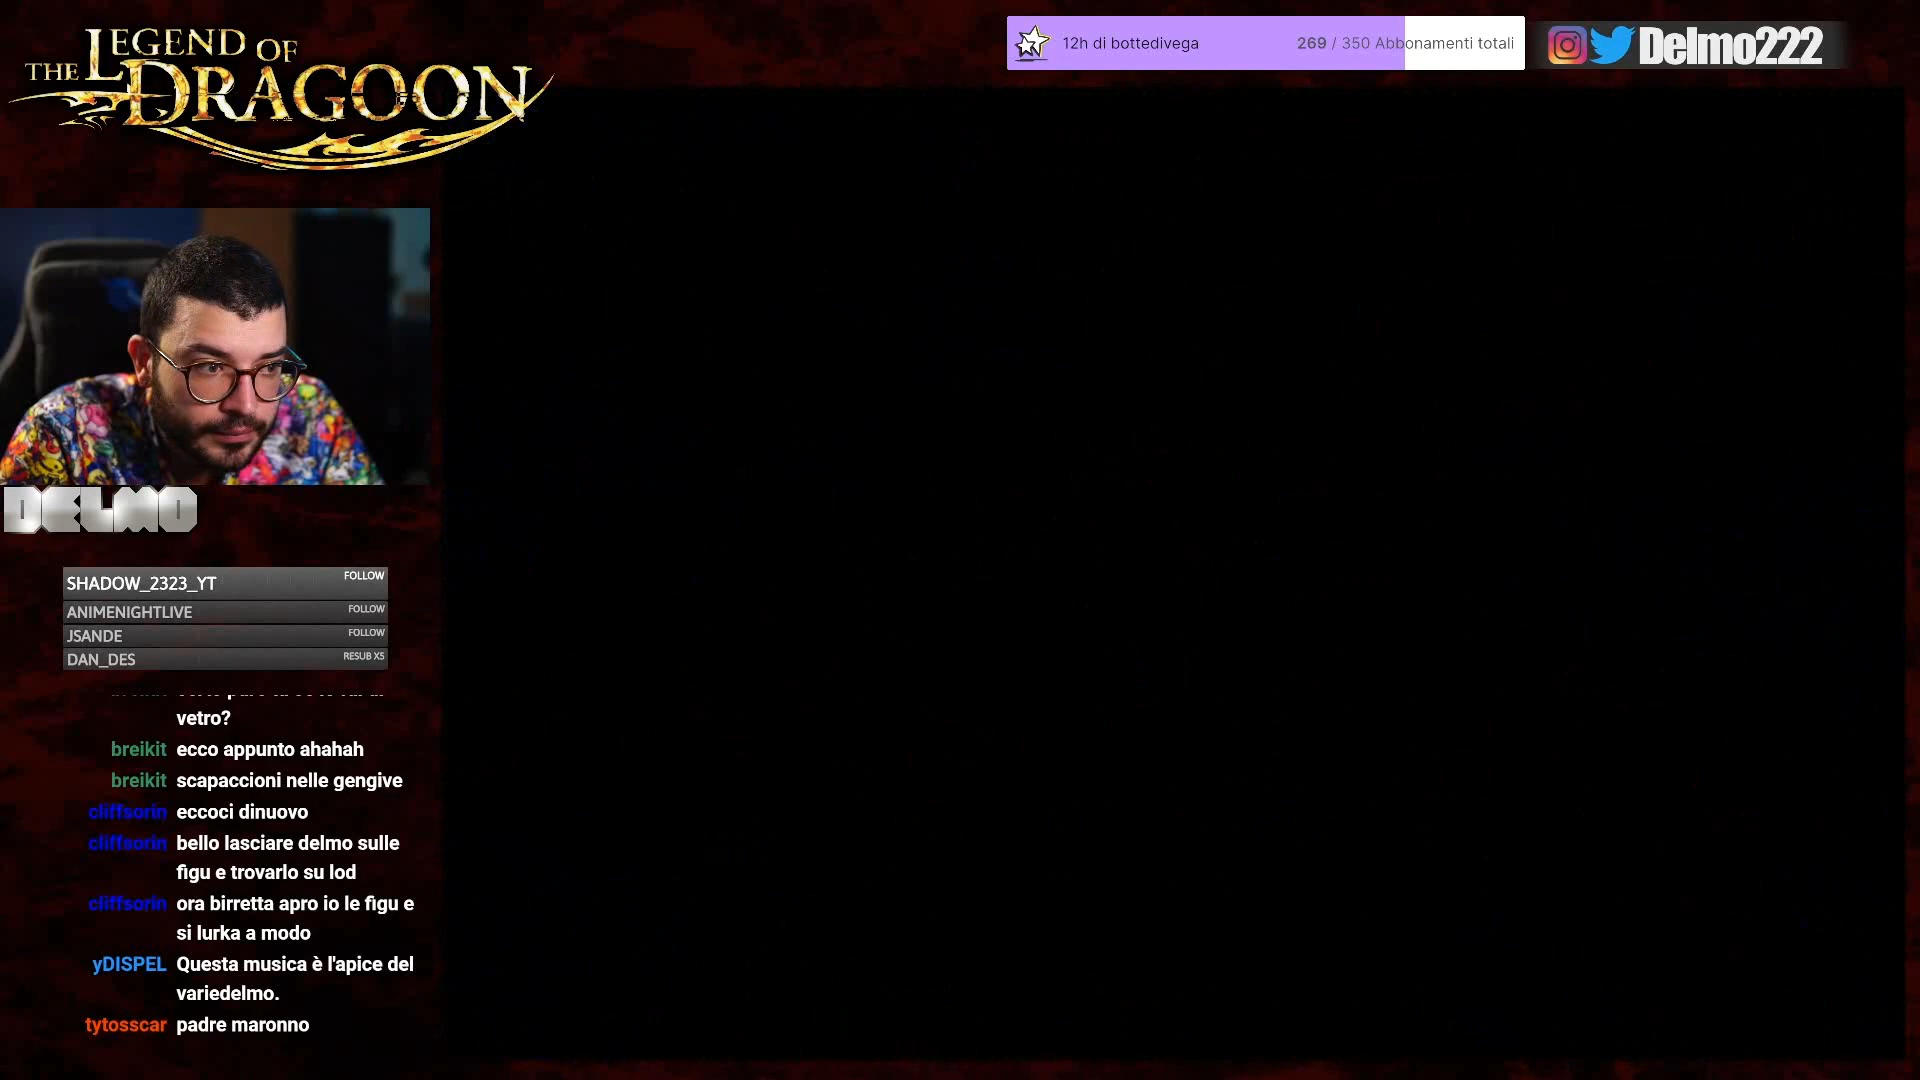 THE LEGEND OF
DRAGOON
12h di bottedivega 269 / 350 Abbonamenti totali
Delmo222
DELMO
SHADOW_2323_YT FOLLOW
ANIMENIGHTLIVE FOLLOW
JSANDE FOLLOW
DAN_DES RESUB X5
vetro?
breikit ecco appunto ahahah
breikit scapaccioni nelle gengive
cliffsorin eccoci dinuovo
cliffsorin bello lasciare delmo sulle
figu e trovarlo su lod
cliffsorin ora birretta apro io le figu e
si lurka a modo
yDISPEL Questa musica è l'apice del
variedelmo.
tytosscar padre maronno